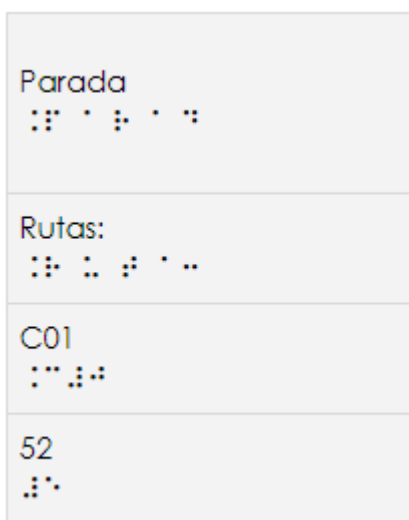 Parada
⠨⠏⠁⠗⠁⠙
Rutas:
⠨⠗⠥⠞⠁⠒
C01
⠨⠉⠼⠚
52
⠼⠑